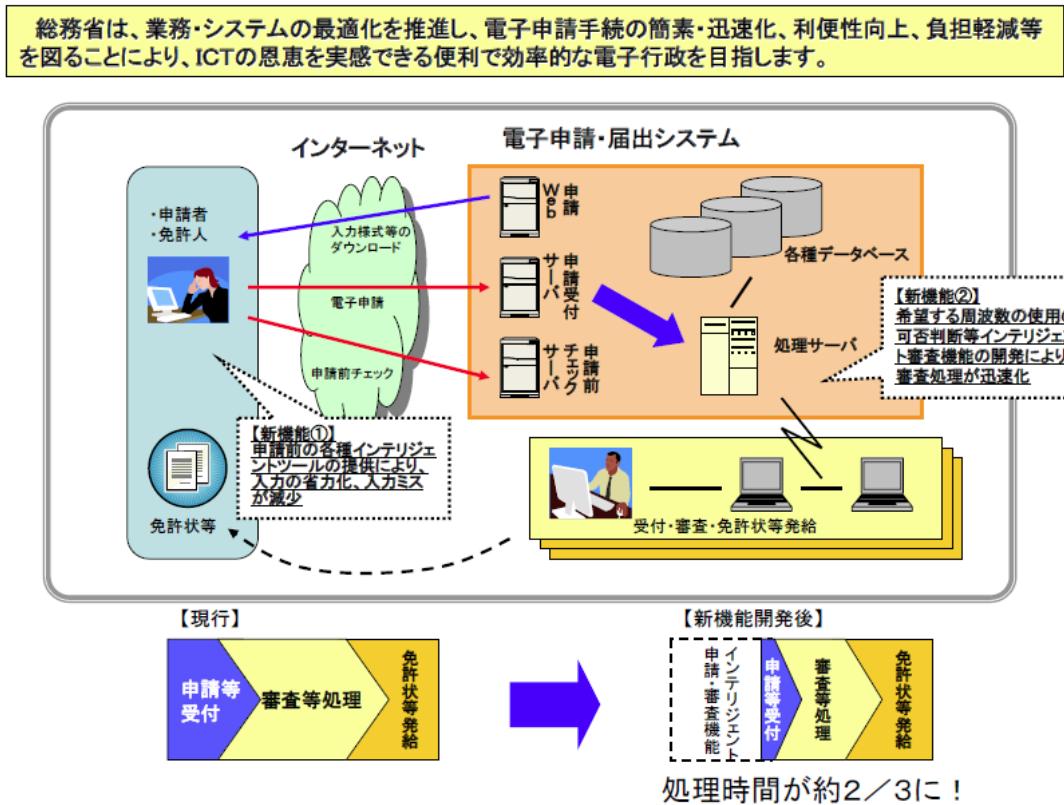 総務省は、業務・システムの最適化を推進し、電子申請手続の簡素・迅速化、利便性向上、負担軽減等
を図ることにより、ICTの恩恵を実感できる便利で効率的な電子行政を目指します。
インターネット
電子申請・届出システム
・申請者
・免許人
入力様式等の
ダウンロード
電子申請
申請前チェック
申請
Web
申請受付
サーバ
申請前
チェック
サーバ
各種データベース
処理サーバ
【新機能②】
希望する周波数の使用の
可否判断等インテリジェン
ト審査機能の開発により
審査処理が迅速化
【新機能①】
申請前の各種インテリジェ
ントツールの提供により、
入力の省力化、入力ミス
が減少
免許状等
受付・審査・免許状等発給
【現行】
申請等
受付
審査等処理
免許状等発給
【新機能開発後】
インテリジェント
申請・審査機能
申請等受付
審査等処理
免許状等発給
処理時間が約2/3に!